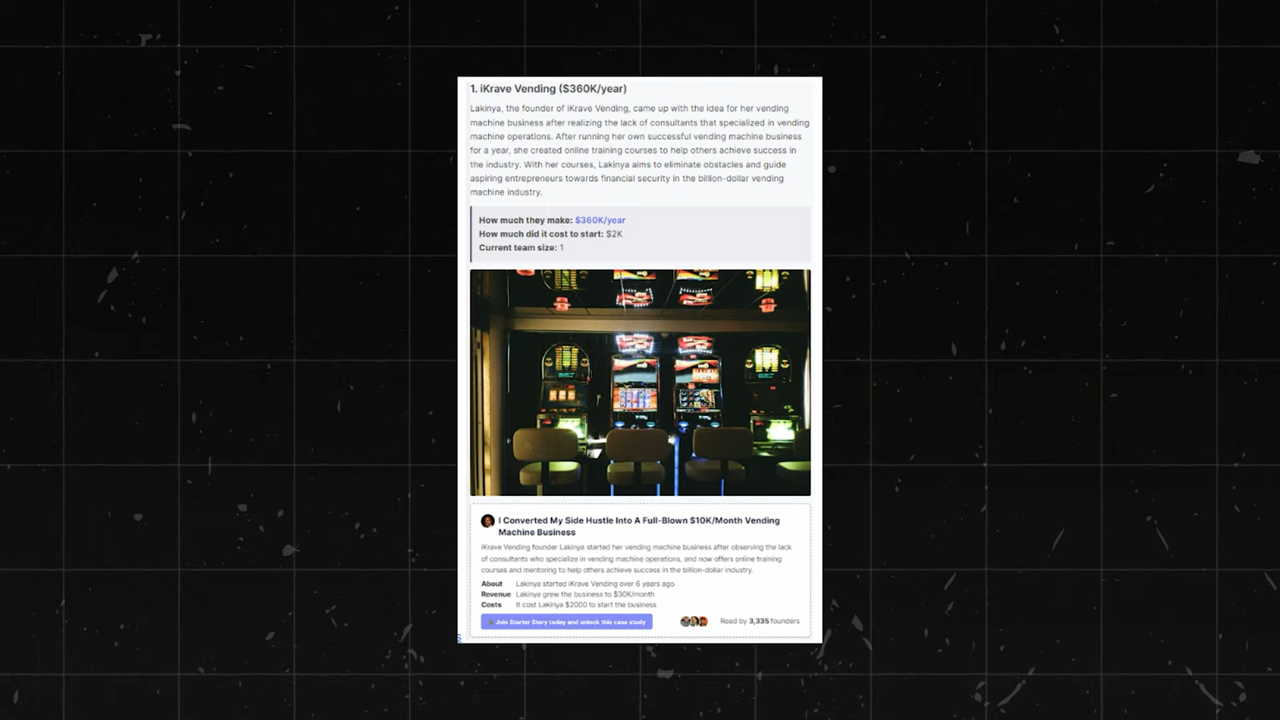 1. iKrave Vending ($360K/year)
Lakinya, the founder of iKrave Vending, came up with the idea for her vending
machine business after realizing the lack of consultants that specialized in vending
machine operations. After running her own successful vending machine business
for a year, she created online training courses to help others achieve success in
the industry. With her courses, Lakinya aims to eliminate obstacles and guide
aspiring entrepreneurs towards financial security in the billion-dollar vending
machine industry.
How much they make: $360K/year
How much did it cost to start: $2K
Current team size: 1
I Converted My Side Hustle Into A Full-Blown $10K/Month Vending
Machine Business
iKrave Vending founder Lakinya started her vending machine business after observing the lack
of consultants who specialize in vending machine operations, and now offers online training
courses and mentoring to help others achieve success in the billion-dollar industry.
About Lakinya started iKrave Vending over 6 years ago
Revenue Lakinya grew the business to $30K/month
Costs It cost Lakinya $2000 to start the business
Join Starter Story today and unlock this case study
Read by 3,335 founders